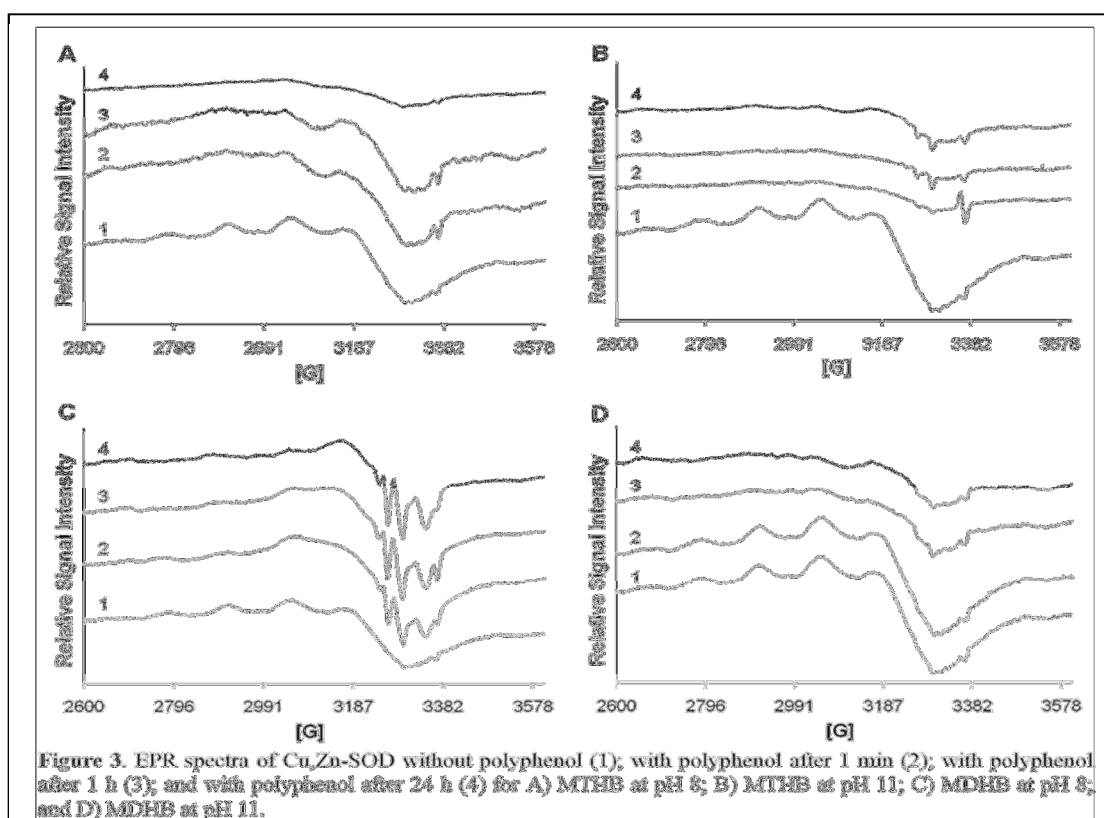 A
4
3
2
1
Relative Signal Intensity
2600 2796 2991 3187 3382 3578
[G]
B
4
3
2
1
Relative Signal Intensity
2600 2796 2991 3187 3382 3578
[G]
C
4
3
2
1
Relative Signal Intensity
2600 2796 2991 3187 3382 3578
[G]
D
4
3
2
1
Relative Signal Intensity
2600 2796 2991 3187 3382 3578
[G]
Figure 3. EPR spectra of Cu,Zn-SOD without polyphenol (1); with polyphenol after 1 min (2); with polyphenol
after 1 h (3); and with polyphenol after 24 h (4) for A) MTHB at pH 8; B) MTHB at pH 11; C) MDHB at pH 8;
and D) MDHB at pH 11.